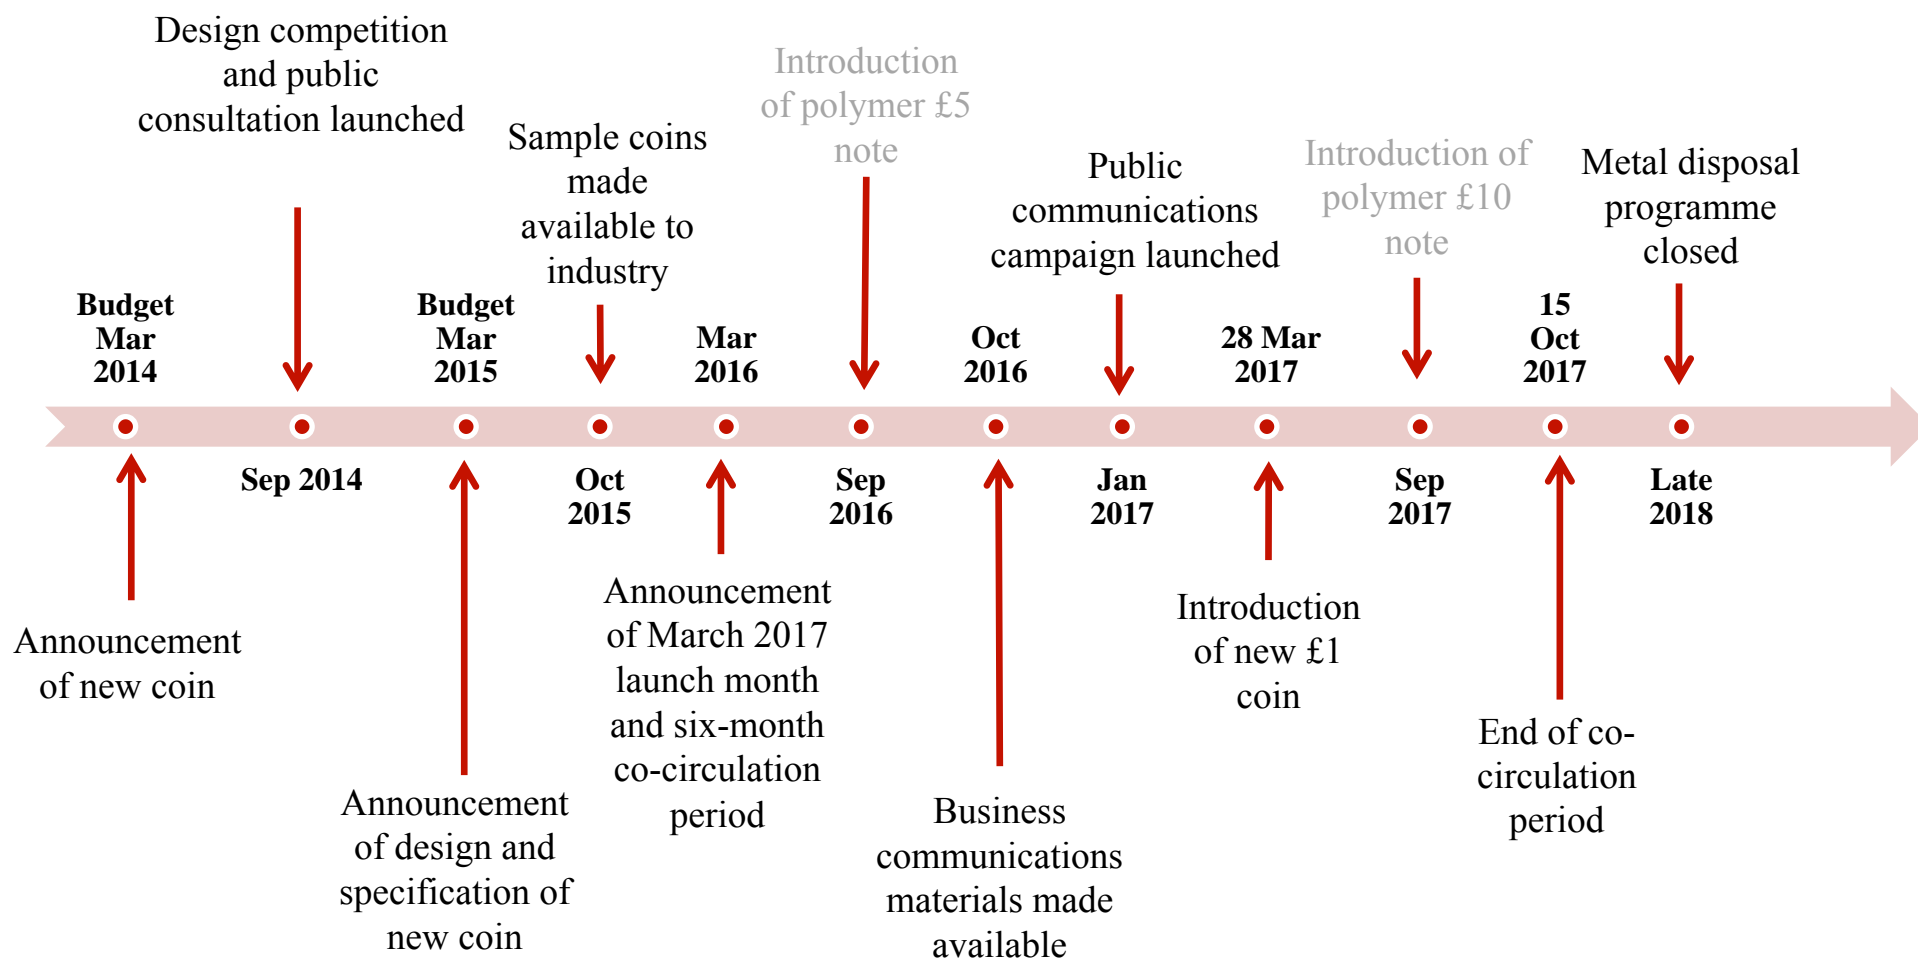 Design competition
and public
consultation launched
Sample coins
made
available to
industry
Introduction
of polymer £5
note
Public
communications
campaign launched
Introduction of
polymer £10
note
Metal disposal
programme
closed
Budget
Mar
2014
Budget
Mar
2015
Mar
2016
Oct
2016
28 Mar
2017
15
Oct
2017
Sep 2014
Oct
2015
Sep
2016
Jan
2017
Sep
2017
Late
2018
Announcement
of new coin
Announcement
of design and
specification of
new coin
Announcement
of March 2017
launch month
and six-month
co-circulation
period
Business
communications
materials made
available
Introduction
of new £1
coin
End of co-
circulation
period